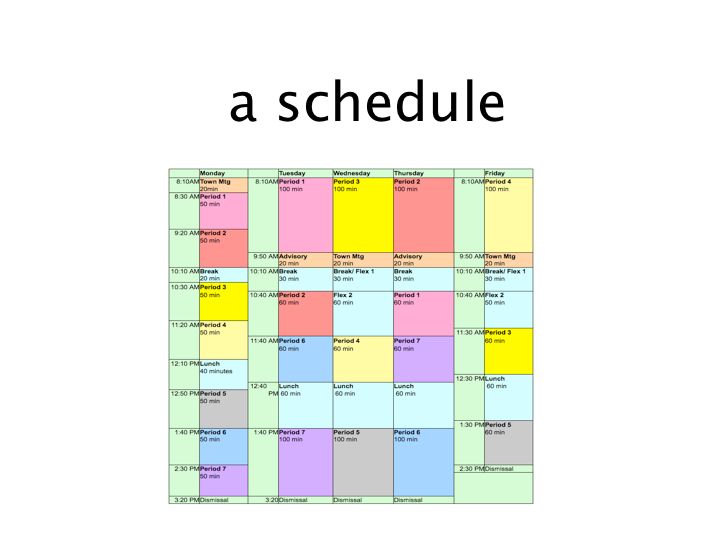 a schedule
Monday Tuesday Wednesday Thursday Friday
8:10AM Town Mtg 8:10AM Period 1 Period 3 Period 2 8:10AM Period 4
20min 100 min 100 min 100 min 100 min
8:30 AM Period 1
50 min
9:20 AM Period 2
50 min
9:50 AM Advisory Town Mtg Advisory 9:50 AM Town Mtg
20 min 20 min 20 min 20 min
10:10 AM Break 10:10 AM Break Break/ Flex 1 Break 10:10 AM Break/ Flex 1
20 min 30 min 30 min 30 min 30 min
10:30 AM Period 3
50 min
10:40 AM Period 2 Flex 2 Period 1 10:40 AM Flex 2
60 min 60 min 60 min 50 min
11:20 AM Period 4
50 min
11:30 AM Period 3
60 min
11:40 AM Period 6 Period 4 Period 7
60 min 60 min 60 min
12:10 PM Lunch
40 minutes
12:30 PM Lunch
60 min
12:40 Lunch Lunch Lunch
PM 60 min 60 min 60 min
12:50 PM Period 5
50 min
1:30 PM Period 5
60 min
1:40 PM Period 6 1:40 PM Period 7 Period 5 Period 6
50 min 100 min 100 min 100 min
2:30 PM Period 7 2:30 PM Dismissal
50 min
3:20 PM Dismissal 3:20 Dismissal Dismissal Dismissal